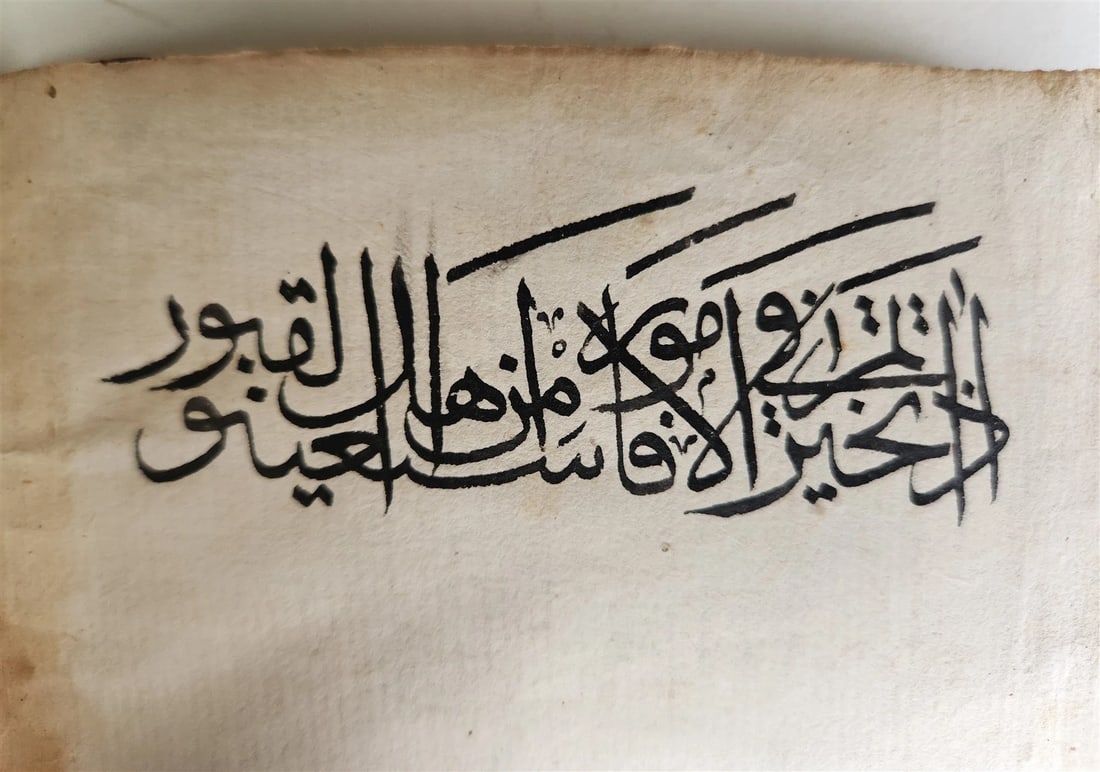 اذا تحيرتم في الامور فاستعينوا من اهل القبور